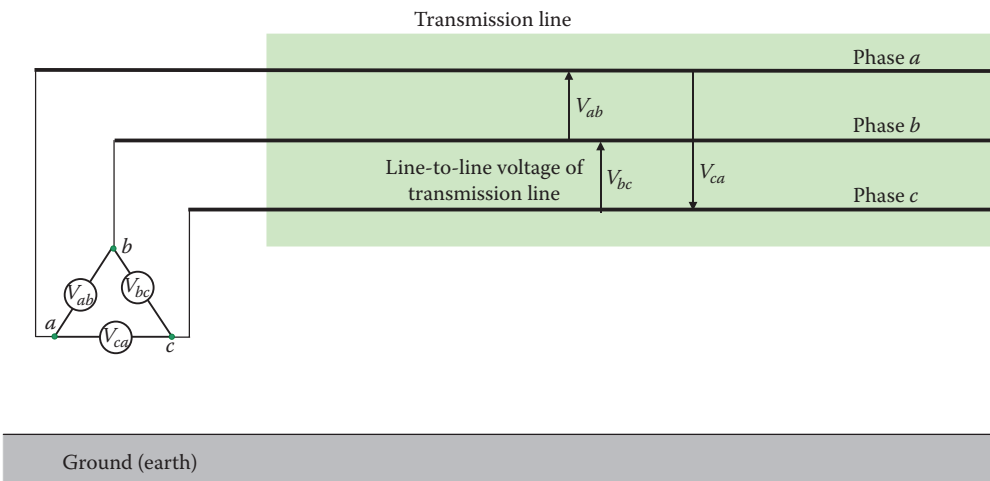 Transmission line
Phase a
V_ab
Phase b
Line-to-line voltage of
transmission line
V_bc
V_ca
Phase c
b
V_ab
V_bc
a
V_ca
c
Ground (earth)